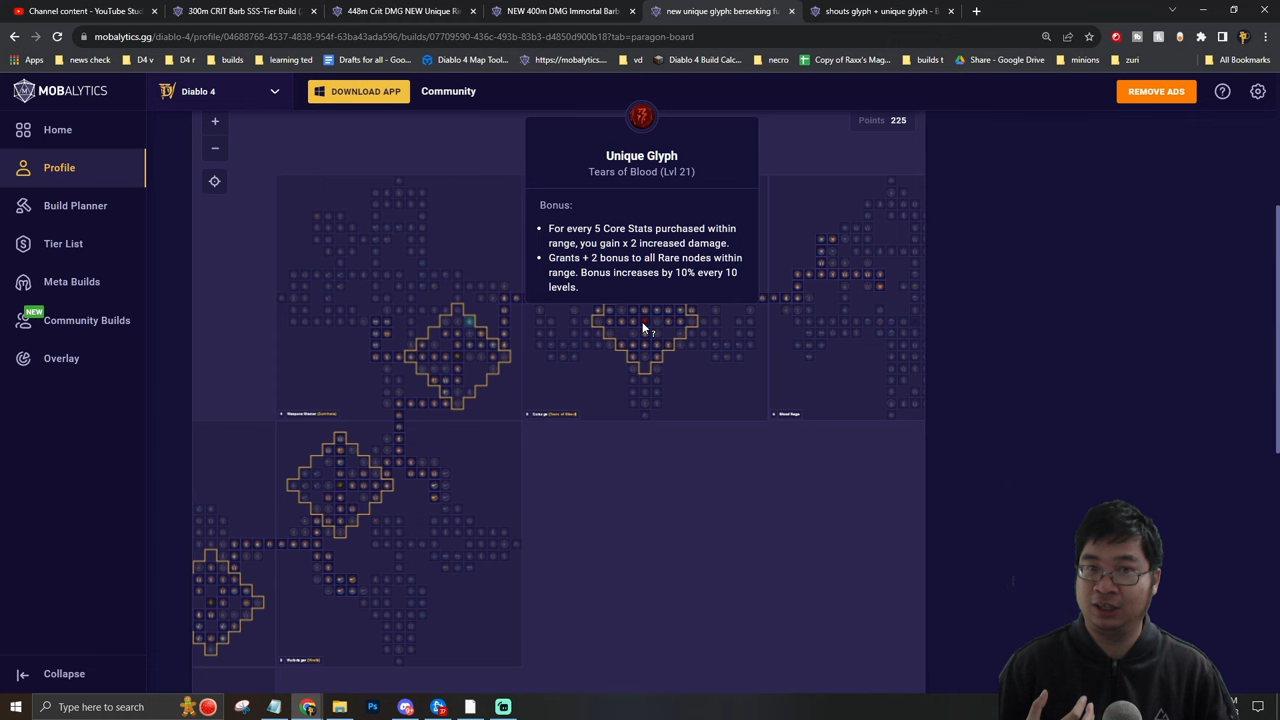 Channel content - YouTube Stud
300m CRIT Barb SSS-Tier Build (
448m Crit DMG NEW Unique R
NEW 400m DMG Immortal Barb
new unique glyph: berserking fu
shouts glyph + unique glyph - B
mobalytics.gg/diablo-4/profile/04688768-4537-4838-954f-63ba43ada596/builds/07709590-436c-493b-83b3-d4850d900b18?tab=paragon-board
Apps
news chan
D4 v
D4 r
builds
learning ted
Drafts for all - Goo...
Diablo 4 Map Tool...
https://mobalytics....
vd
Diablo 4 Build Calc...
necro
Copy of Raxx's Mag...
builds t
Google Drive
minions
zuri
All Bookmarks
MOBALYTICS
Diablo 4
DOWNLOAD APP
Community
REMOVE ADS
Home
Profile
Build Planner
Tier List
Meta Builds
NEW
Community Builds
Overlay
Collapse
Points 225
Unique Glyph
Tears of Blood (Lvl 21)
Bonus:
For every 5 Core Stats purchased within
range, you gain x 2 increased damage.
Grants + 2 bonus to all Rare nodes within
range. Bonus increases by 10% every 10
levels.
Blood Rage
Type here to search